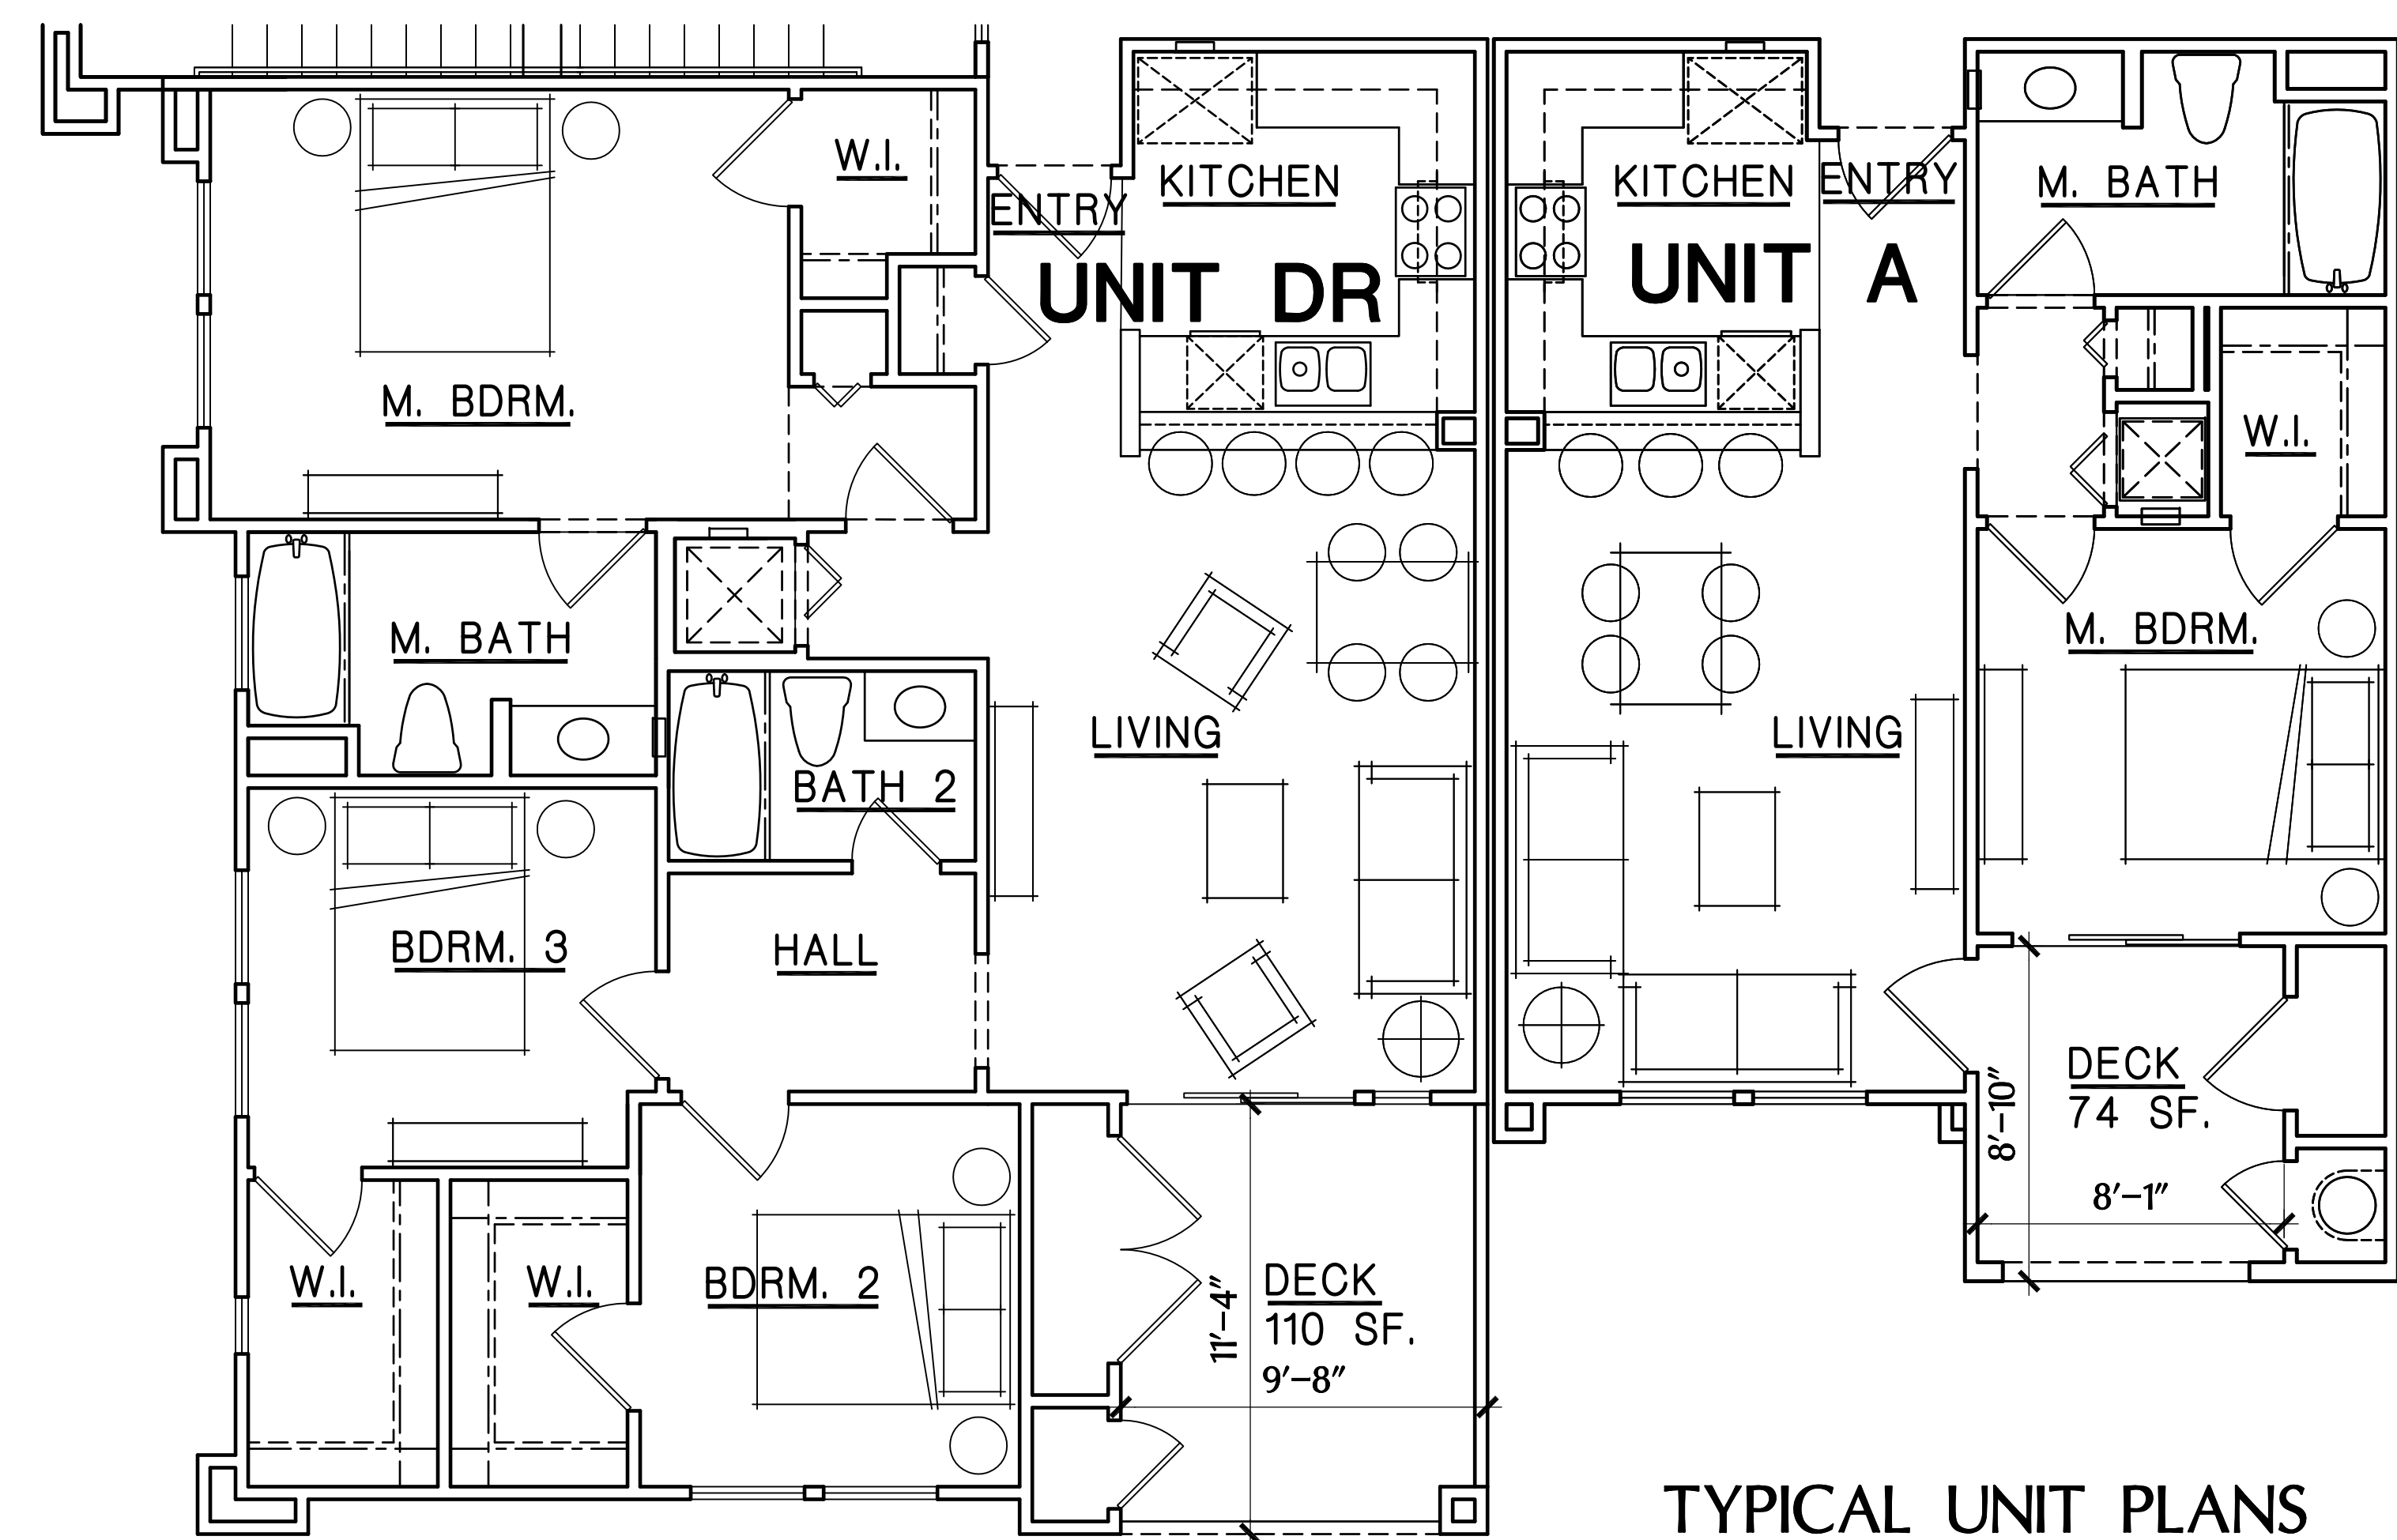 W.I.
KITCHEN
KITCHEN
ENTRY
M. BATH
ENTRY
UNIT DR
UNIT A
M. BDRM.
W.I.
M. BATH
M. BDRM.
LIVING
LIVING
BATH 2
BDRM. 3
HALL
DECK
74 SF.
8'-10"
8'-1"
W.I.
W.I.
BDRM. 2
DECK
110 SF.
11'-4"
9'-8"
TYPICAL UNIT PLANS